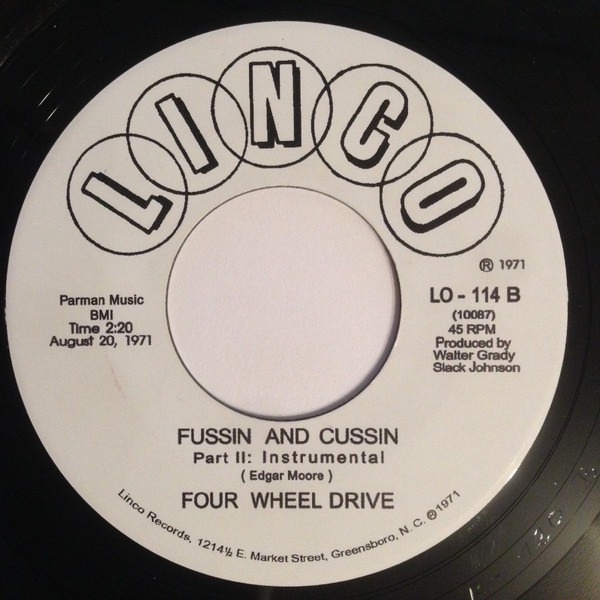 LINCO
℗ 1971
Parman Music
BMI
Time 2:20
August 20, 1971
LO - 114 B
(10087)
45 RPM
Produced by
Walter Grady
Slack Johnson
FUSSIN AND CUSSIN
Part II: Instrumental
( Edgar Moore )
FOUR WHEEL DRIVE
Linco Records, 1214½ E. Market Street, Greensboro, N. C. ℗ 1971